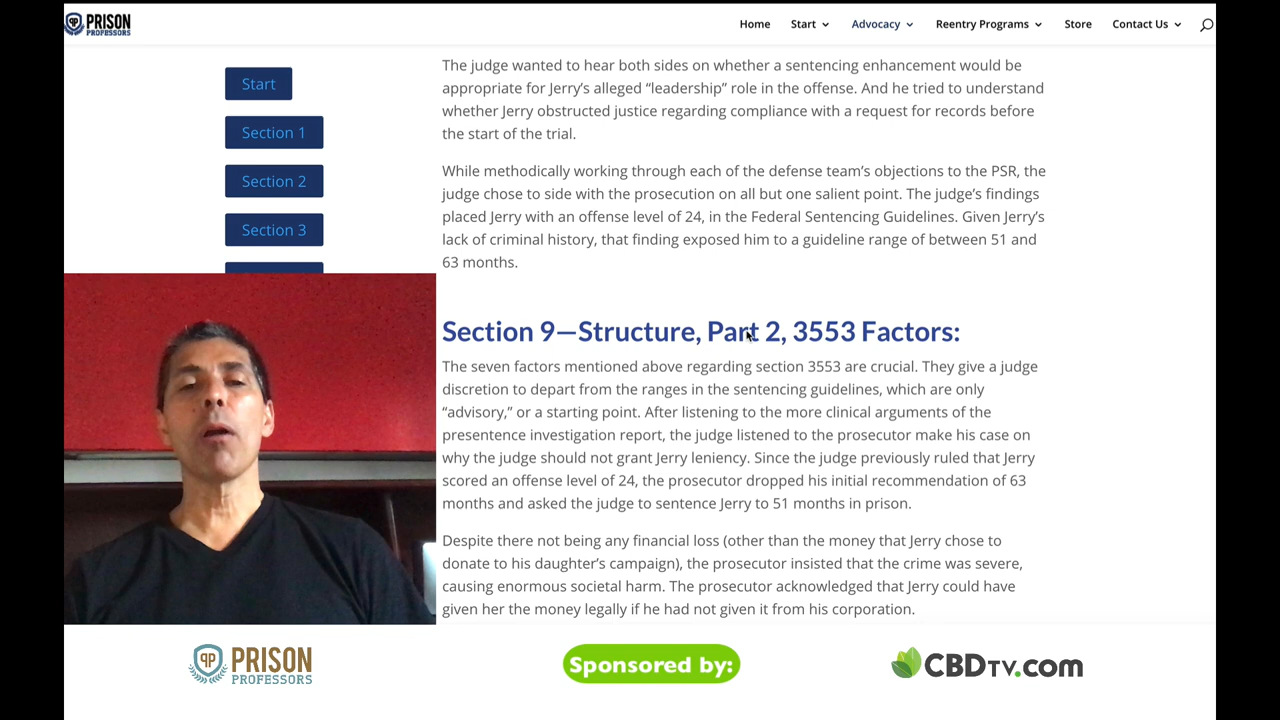 PRISON
PROFESSORS
Home
Start
Advocacy
Reentry Programs
Store
Contact Us
Start
Section 1
Section 2
Section 3
The judge wanted to hear both sides on whether a sentencing enhancement would be
appropriate for Jerry’s alleged “leadership” role in the offense. And he tried to understand
whether Jerry obstructed justice regarding compliance with a request for records before
the start of the trial.
While methodically working through each of the defense team’s objections to the PSR, the
judge chose to side with the prosecution on all but one salient point. The judge’s findings
placed Jerry with an offense level of 24, in the Federal Sentencing Guidelines. Given Jerry’s
lack of criminal history, that finding exposed him to a guideline range of between 51 and
63 months.
Section 9—Structure, Part 2, 3553 Factors:
The seven factors mentioned above regarding section 3553 are crucial. They give a judge
discretion to depart from the ranges in the sentencing guidelines, which are only
“advisory,” or a starting point. After listening to the more clinical arguments of the
presentence investigation report, the judge listened to the prosecutor make his case on
why the judge should not grant Jerry leniency. Since the judge previously ruled that Jerry
scored an offense level of 24, the prosecutor dropped his initial recommendation of 63
months and asked the judge to sentence Jerry to 51 months in prison.
Despite there not being any financial loss (other than the money that Jerry chose to
donate to his daughter’s campaign), the prosecutor insisted that the crime was severe,
causing enormous societal harm. The prosecutor acknowledged that Jerry could have
given her the money legally if he had not given it from his corporation.
PP PRISON
PROFESSORS
Sponsored by:
CBDTV.com